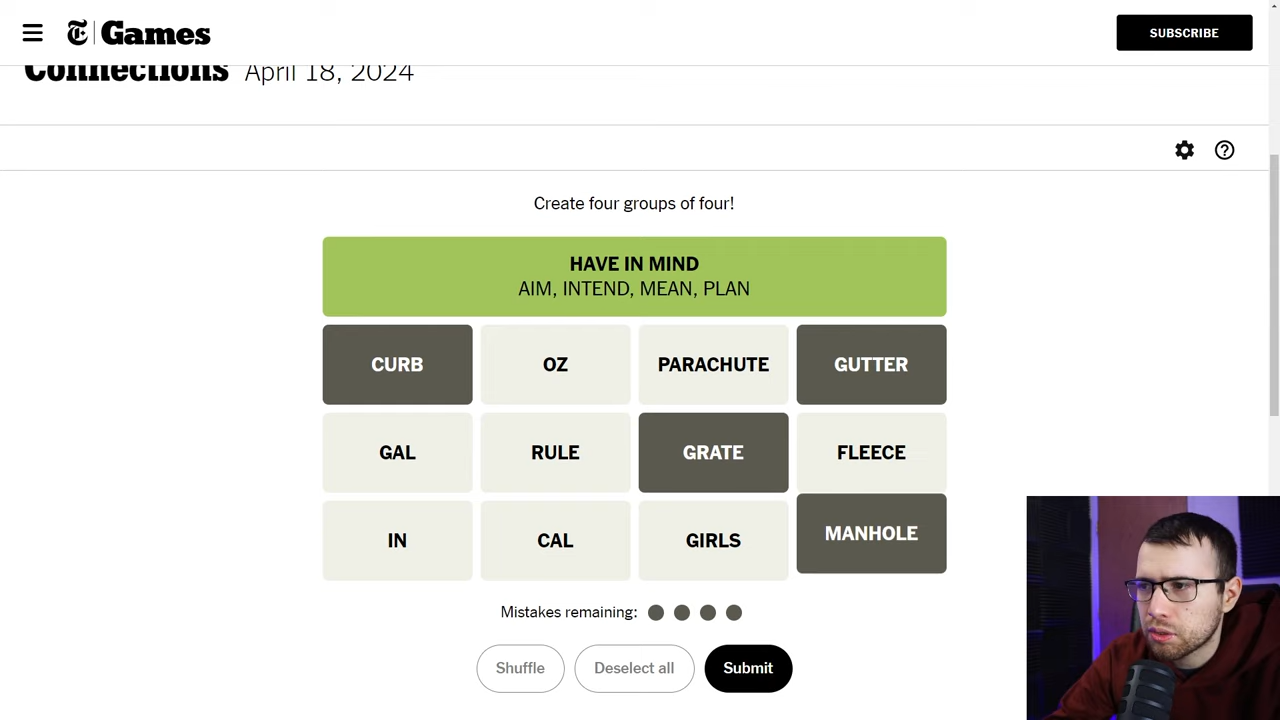 Games
SUBSCRIBE
Connections April 18, 2024
Create four groups of four!
HAVE IN MIND
AIM, INTEND, MEAN, PLAN
CURB OZ PARACHUTE GUTTER
GAL RULE GRATE FLEECE
IN CAL GIRLS MANHOLE
Mistakes remaining:
Shuffle Deselect all Submit